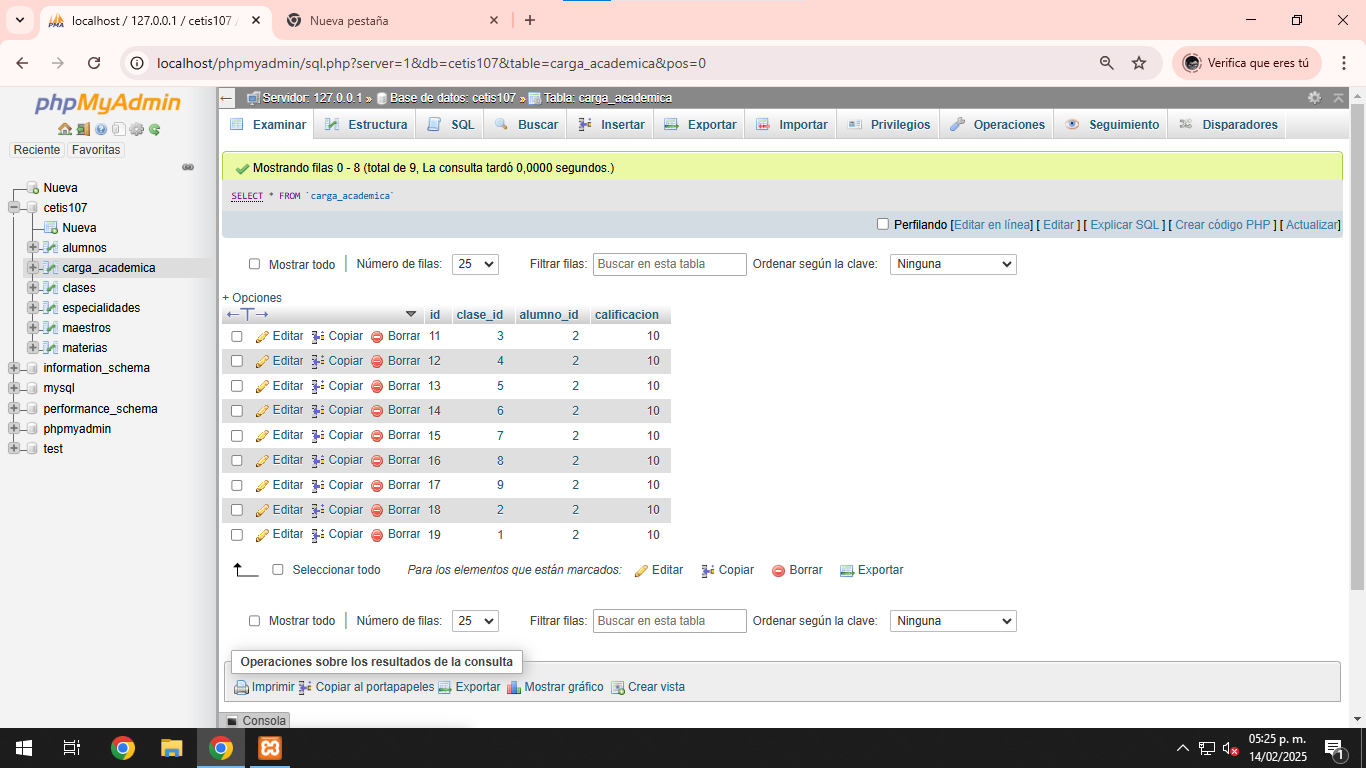 localhost / 127.0.0.1 / cetis107 /
Nueva pestaña
localhost/phpmyadmin/sql.php?server=1&db=cetis107&table=carga_academica&pos=0
Verifica que eres tú
phpMyAdmin
Reciente Favoritas
Nueva
cetis107
Nueva
alumnos
carga_academica
clases
especialidades
maestros
materias
information_schema
mysql
performance_schema
phpmyadmin
test
Servidor: 127.0.0.1 » Base de datos: cetis107 » Tabla: carga_academica
Examinar Estructura SQL Buscar Insertar Exportar Importar Privilegios Operaciones Seguimiento Disparadores
Mostrando filas 0 - 8 (total de 9, La consulta tardó 0,0000 segundos.)
SELECT * FROM `carga_academica`
Perfilando [Editar en línea] [ Editar ] [ Explicar SQL ] [ Crear código PHP ] [ Actualizar]
Mostrar todo Número de filas: 25 Filtrar filas: Buscar en esta tabla Ordenar según la clave: Ninguna
+ Opciones
←T→ id clase_id alumno_id calificacion
Editar Copiar Borrar 11 3 2 10
Editar Copiar Borrar 12 4 2 10
Editar Copiar Borrar 13 5 2 10
Editar Copiar Borrar 14 6 2 10
Editar Copiar Borrar 15 7 2 10
Editar Copiar Borrar 16 8 2 10
Editar Copiar Borrar 17 9 2 10
Editar Copiar Borrar 18 2 2 10
Editar Copiar Borrar 19 1 2 10
Seleccionar todo Para los elementos que están marcados: Editar Copiar Borrar Exportar
Mostrar todo Número de filas: 25 Filtrar filas: Buscar en esta tabla Ordenar según la clave: Ninguna
Operaciones sobre los resultados de la consulta
Imprimir Copiar al portapapeles Exportar Mostrar gráfico Crear vista
Consola
05:25 p. m.
14/02/2025
1